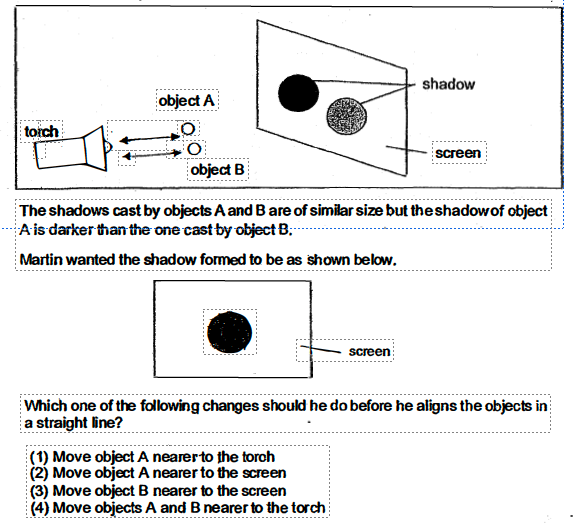 object A
shadow
torch
screen
object B
The shadows cast by objects A and B are of similar size but the shadow of object
A is darker than the one cast by object B.
Martin wanted the shadow formed to be as shown below.
screen
Which one of the following changes should he do before he aligns the objects in
a straight line?
(1) Move object A nearer to the torch
(2) Move object A nearer to the screen
(3) Move object B nearer to the screen
(4) Move objects A and B nearer to the torch